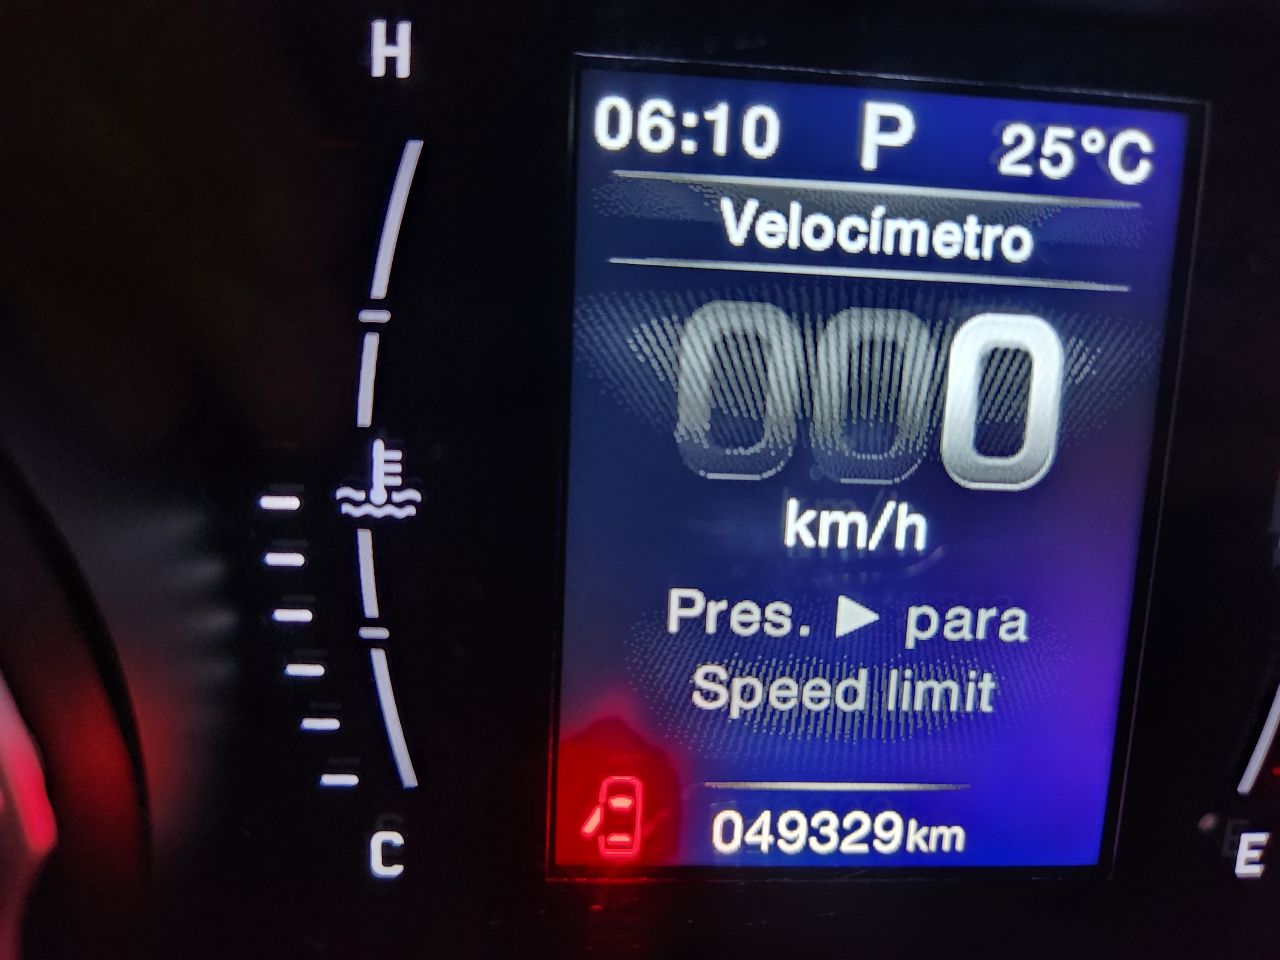 H
06:10 P 25°C
Velocímetro
000
km/h
Pres. ▶ para
Speed limit
049329km
C
E